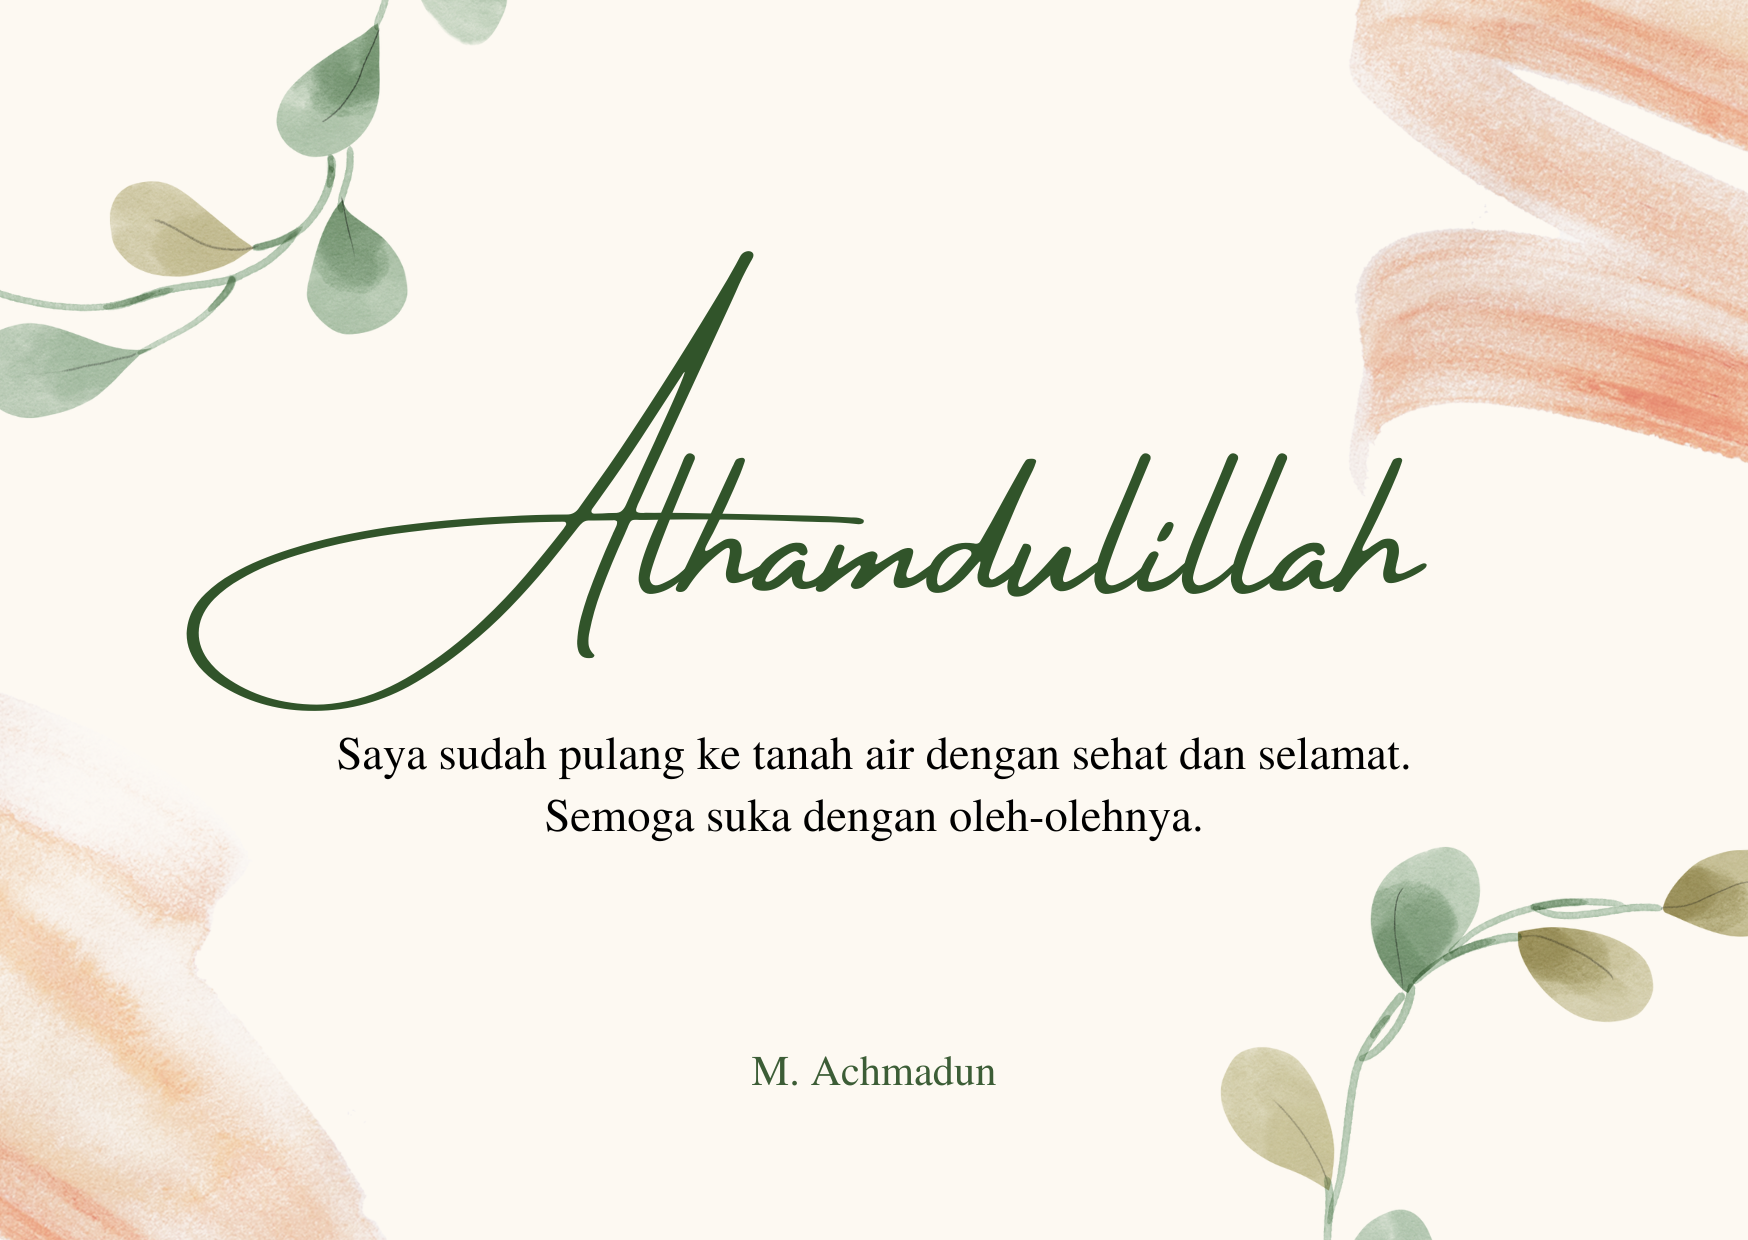 Alhamdulillah
Saya sudah pulang ke tanah air dengan sehat dan selamat.
Semoga suka dengan oleh-olehnya.
M. Achmadun